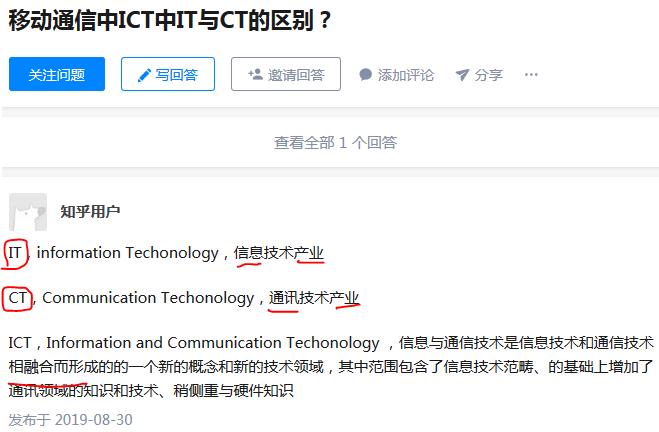 移动通信中ICT中IT与CT的区别？
关注问题 写回答 邀请回答 添加评论 分享 ···
查看全部 1 个回答
知乎用户
IT，information Techonology，信息技术产业
CT，Communication Techonology，通讯技术产业
ICT，Information and Communication Techonology ，信息与通信技术是信息技术和通信技术
相融合而形成的的一个新的概念和新的技术领域，其中范围包含了信息技术范畴、的基础上增加了
通讯领域的知识和技术、稍侧重与硬件知识
发布于 2019-08-30